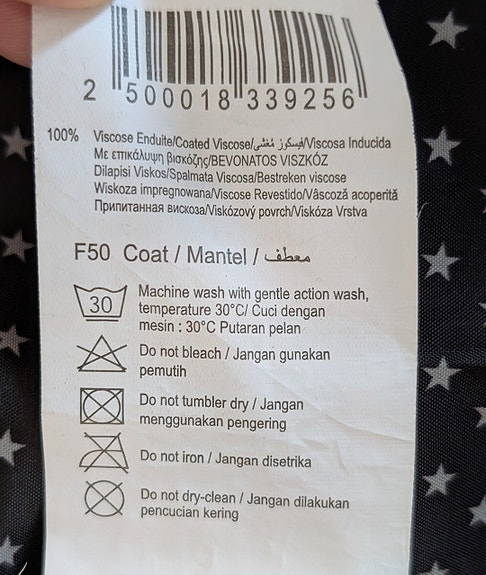 2 500018 339256
100% Viscose Enduite/Coated Viscose/فيسكوز مُغشى/Viscosa Inducida
Με επικάλυψη βισκόζης/BEVONATOS VISZKÓZ
Dilapisi Viskos/Spalmata Viscosa/Bestreken viscose
Wiskoza impregnowana/Viscose Revestido/Vâscoză acoperită
Припитанная вискоза/Viskózový povrch/Viskóza Vrstva
F50 Coat / Mantel / معطف
30
Machine wash with gentle action wash,
temperature 30°C/ Cuci dengan
mesin : 30°C Putaran pelan
Do not bleach / Jangan gunakan
pemutih
Do not tumbler dry / Jangan
menggunakan pengering
Do not iron / Jangan disetrika
Do not dry-clean / Jangan dilakukan
pencucian kering